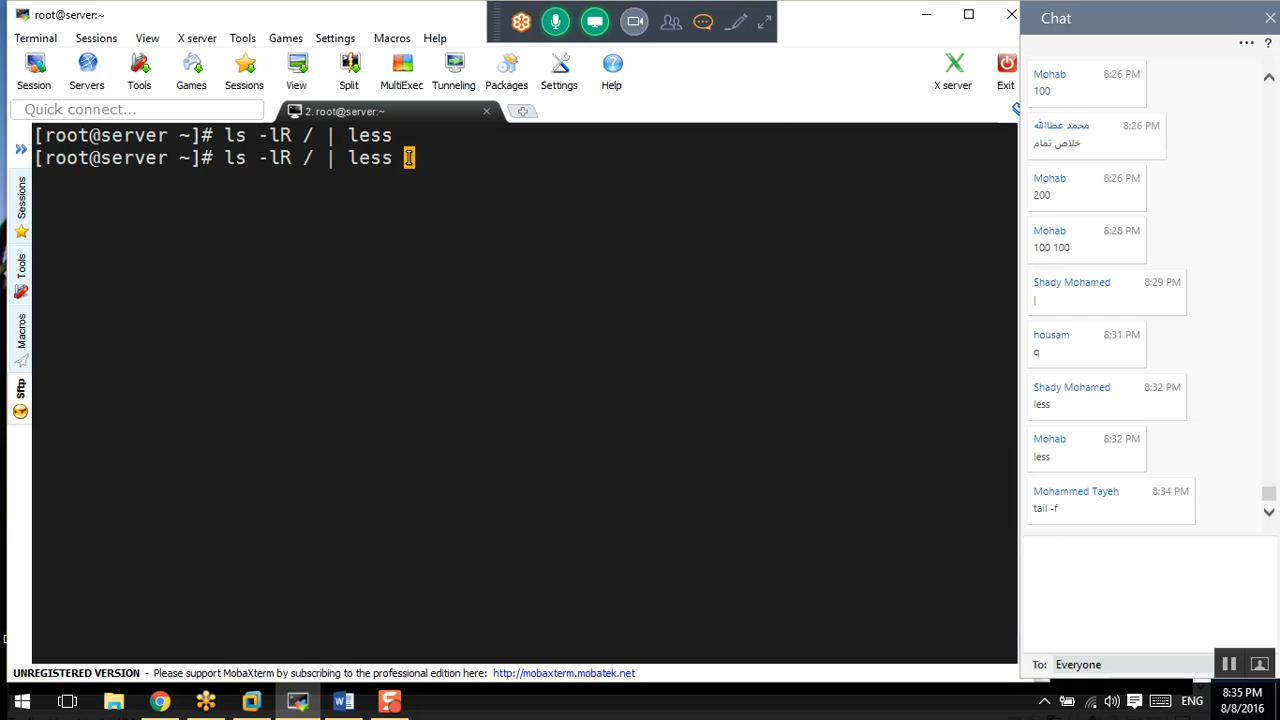 root@server:~
Terminal Sessions View X server Tools Games Settings Macros Help
Session Servers Tools Games Sessions View Split MultiExec Tunneling Packages Settings Help X server Exit
Quick connect...
2. root@server:~
[root@server ~]# ls -lR / | less
[root@server ~]# ls -lR / | less
Sessions
Tools
Macros
Sftp
UNREGISTERED VERSION - Please support MobaXterm by subscribing to the professional edition here: http://mobaxterm.mobatek.net
Chat
Mohab 8:26 PM
100
محمد عطاالله 8:26 PM
خلاص تمام
Mohab 8:26 PM
200
Mohab 8:28 PM
100 100
Shady Mohamed 8:29 PM
|
housam 8:31 PM
q
Shady Mohamed 8:32 PM
less
Mohab 8:32 PM
less
Mohammed Tayeh 8:34 PM
tail -f
To: Everyone
ENG
8:35 PM
8/8/2016